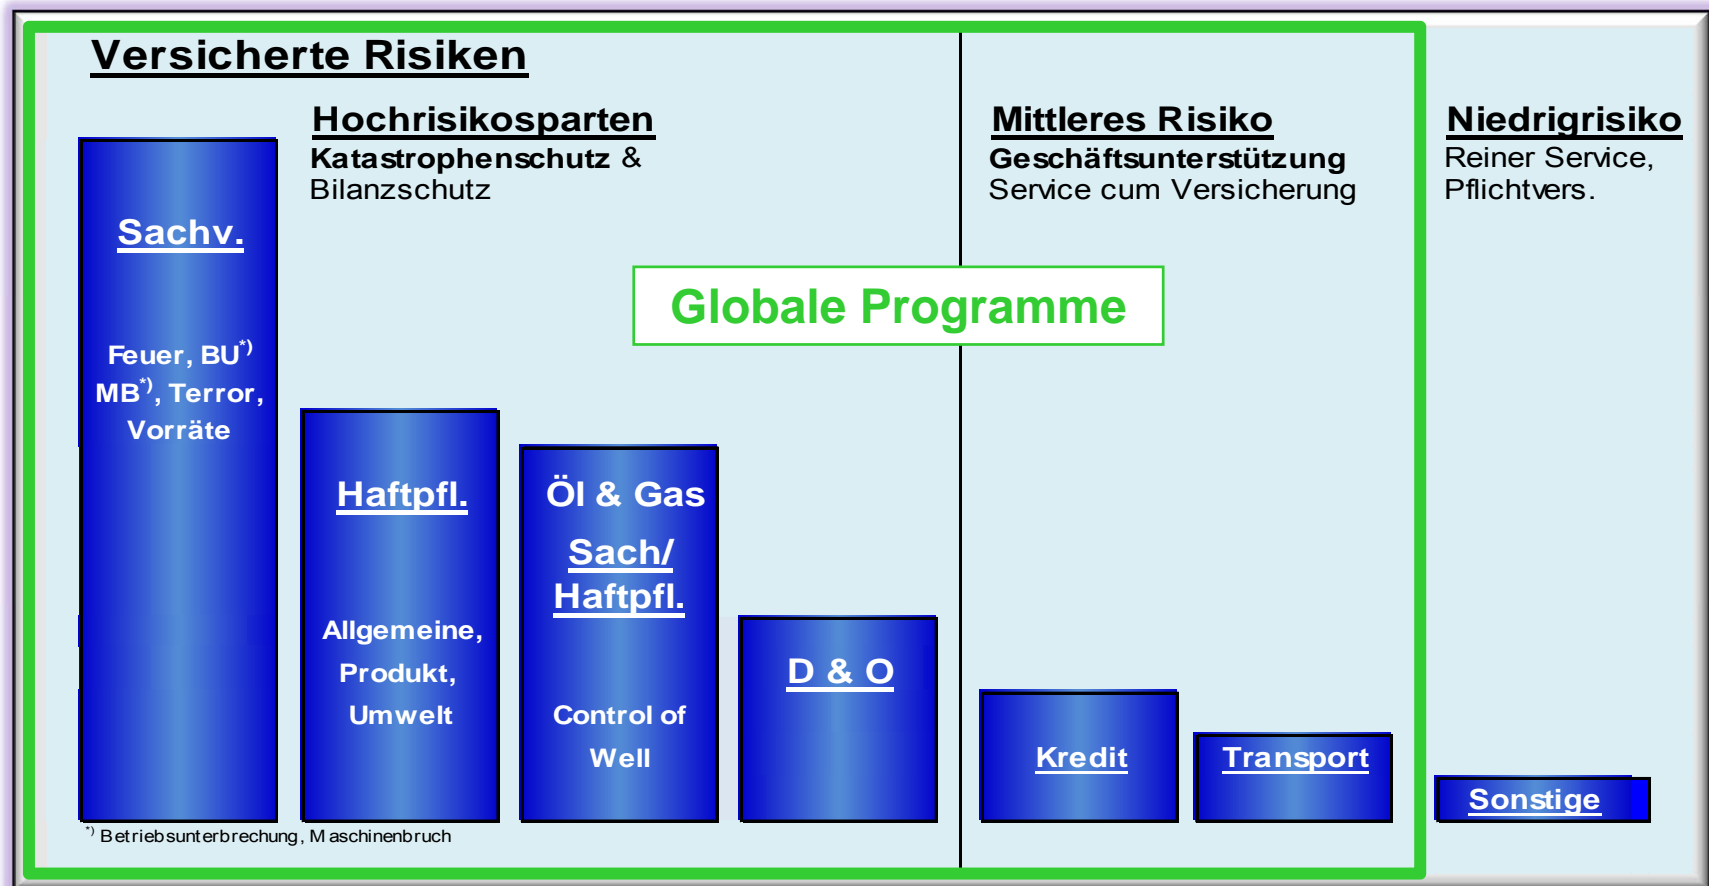 Versicherte Risiken
Hochrisikosparten
Katastrophenschutz &
Bilanzschutz
Mittleres Risiko
Geschäftsunterstützung
Service cum Versicherung
Niedrigrisiko
Reiner Service,
Pflichtvers.
Globale Programme
Sachv.
Feuer, BU*)
MB*), Terror,
Vorräte
Haftpfl.
Allgemeine,
Produkt,
Umwelt
Öl & Gas
Sach/
Haftpfl.
Control of
Well
D & O
Kredit
Transport
Sonstige
*) Betriebsunterbrechung, Maschinenbruch